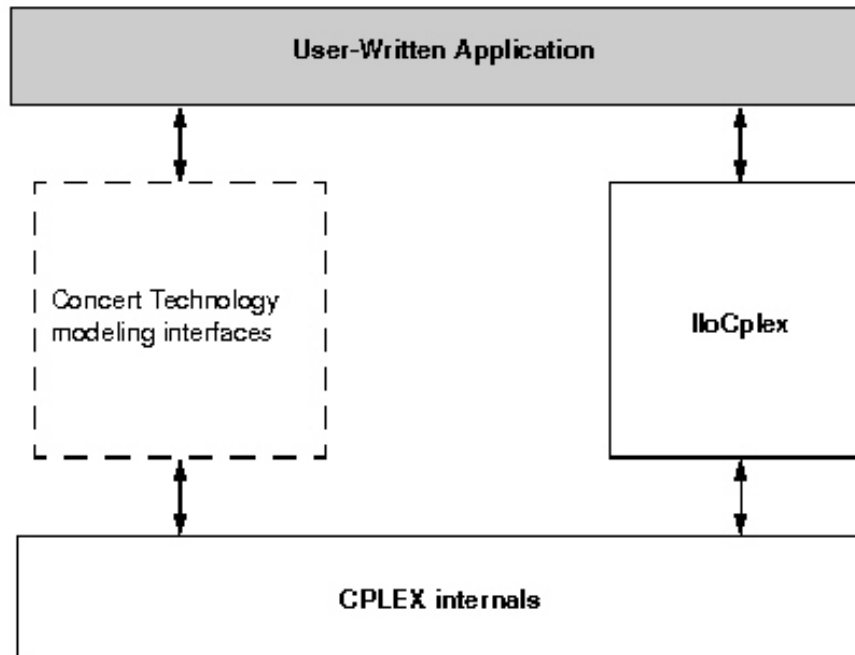 User-Written Application
Concert Technology
modeling interfaces
IloCplex
CPLEX internals